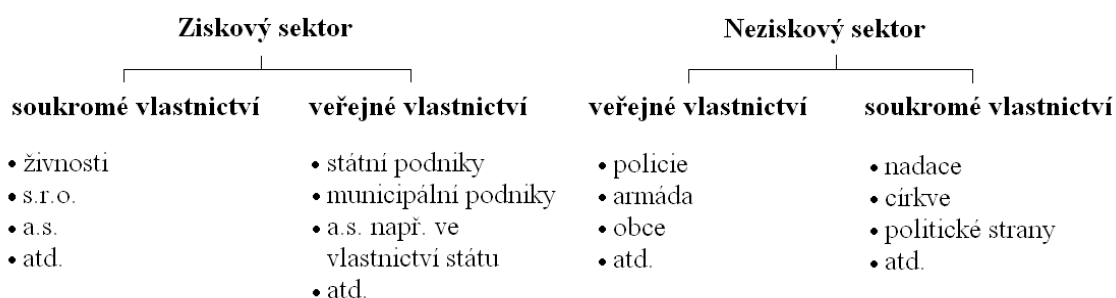 Ziskový sektor
soukromé vlastnictví
• živnosti
• s.r.o.
• a.s.
• atd.
veřejné vlastnictví
• státní podniky
• municipální podniky
• a.s. např. ve
vlastnictví státu
• atd.
Neziskový sektor
veřejné vlastnictví
• policie
• armáda
• obce
• atd.
soukromé vlastnictví
• nadace
• církve
• politické strany
• atd.